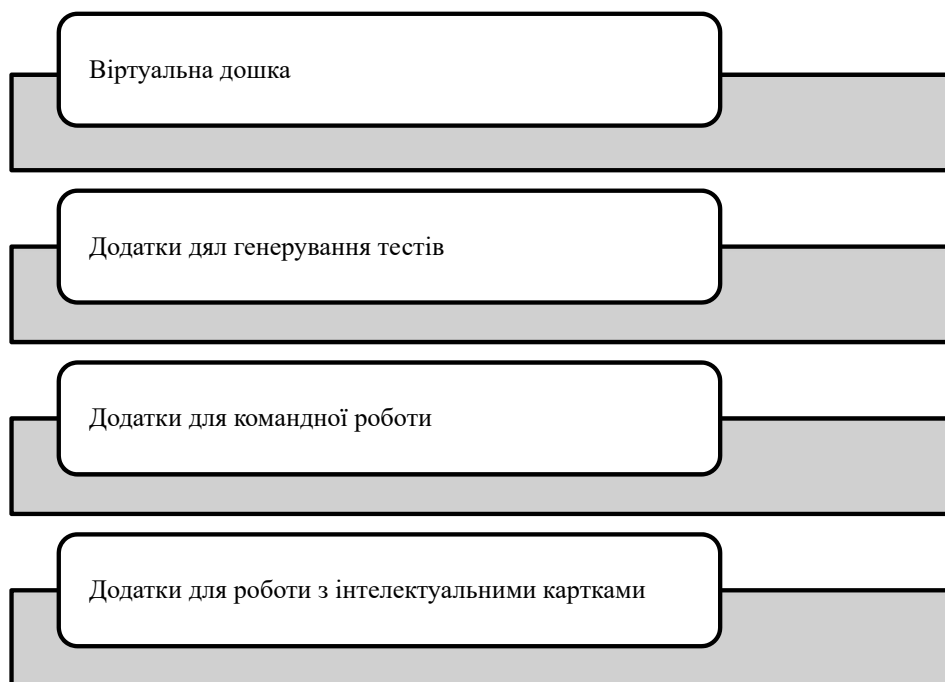 Віртуальна дошка
Додатки дял генерування тестів
Додатки для командної роботи
Додатки для роботи з інтелектуальними картками